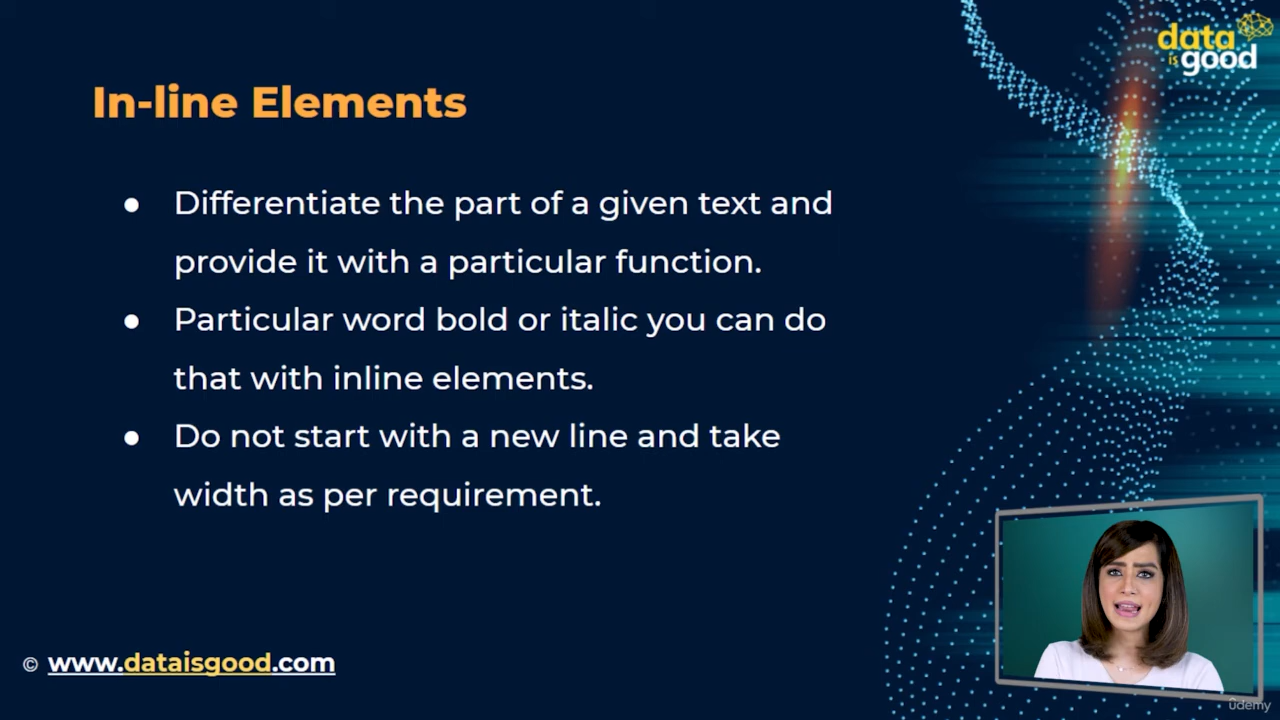 data
is good
In-line Elements
● Differentiate the part of a given text and
provide it with a particular function.
● Particular word bold or italic you can do
that with inline elements.
● Do not start with a new line and take
width as per requirement.
© www.dataisgood.com
ûdemy